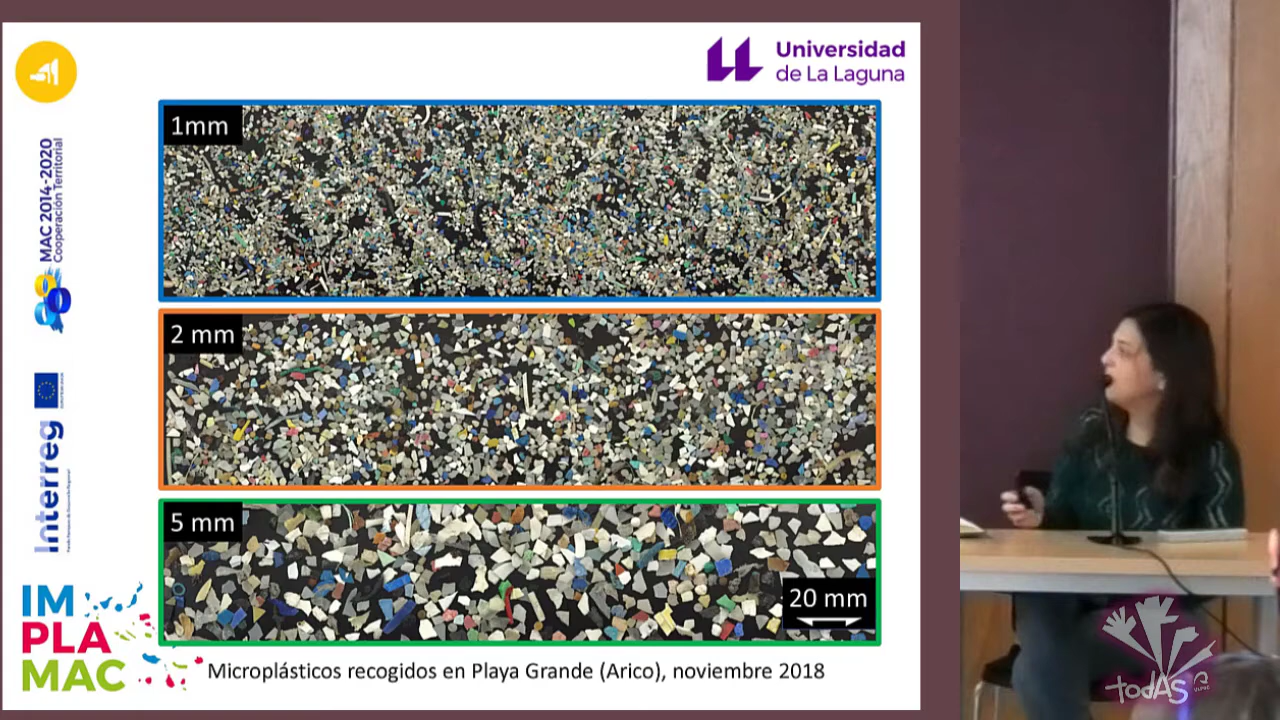 Universidad
de La Laguna
1mm
MAC 2014-2020
Cooperación Territorial
2 mm
Interreg
5 mm
20 mm
IM
PLA
MAC
Microplásticos recogidos en Playa Grande (Arico), noviembre 2018
todAS